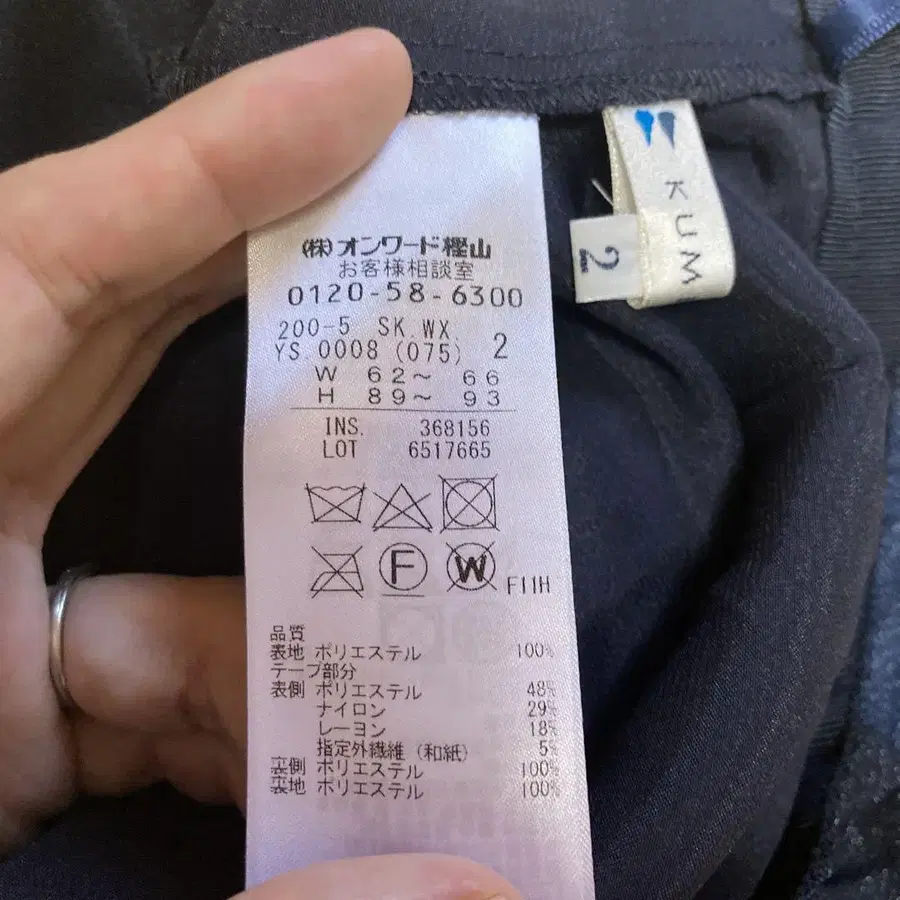 (株)オンワード樫山
お客様相談室
0120-58-6300
200-5 SK.WX
YS 0008 (075) 2
W 62~ 66
H 89~ 93
INS. 368156
LOT 6517665
F
W
F11H
品質
表地 ポリエステル 100%
テープ部分
表側 ポリエステル 48%
ナイロン 29%
レーヨン 18%
指定外繊維 (和紙) 5%
裏側 ポリエステル 100%
裏地 ポリエステル 100%
KUM
2